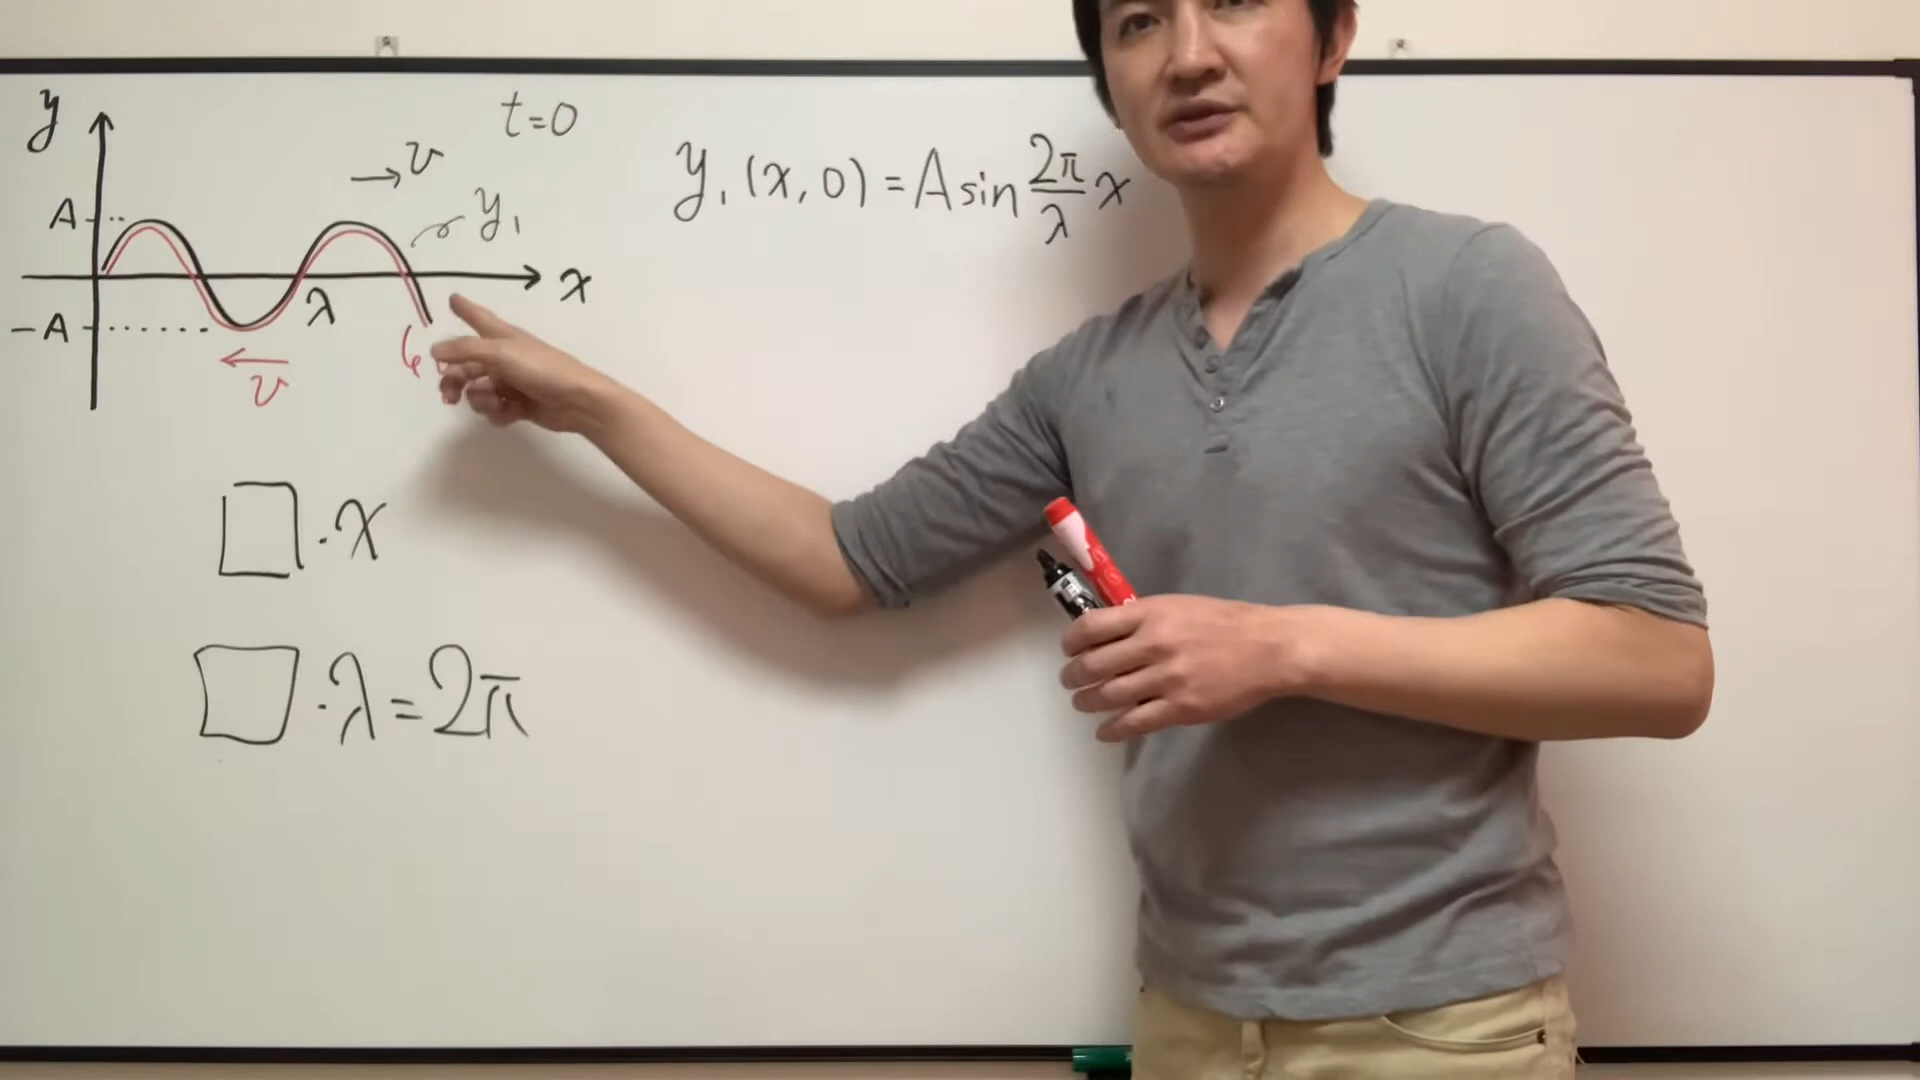 y
t=0
→v
A
y₁
y₁(x,0)=A sin 2π/λ x
λ
x
-A
←
v
□·x
□·λ=2π